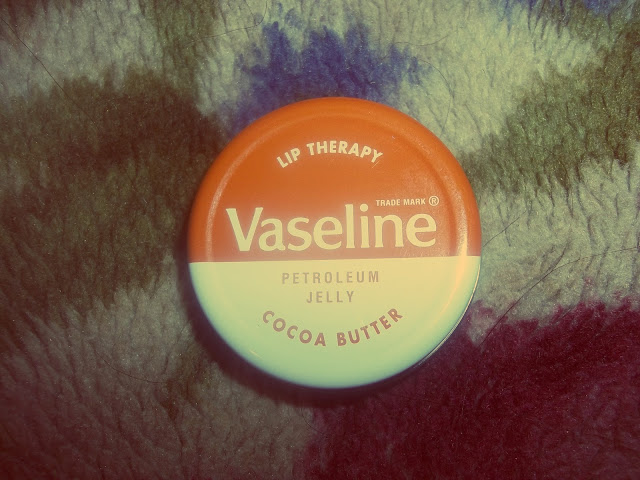 LIP THERAPY
TRADE MARK ®
Vaseline
PETROLEUM
JELLY
COCOA BUTTER